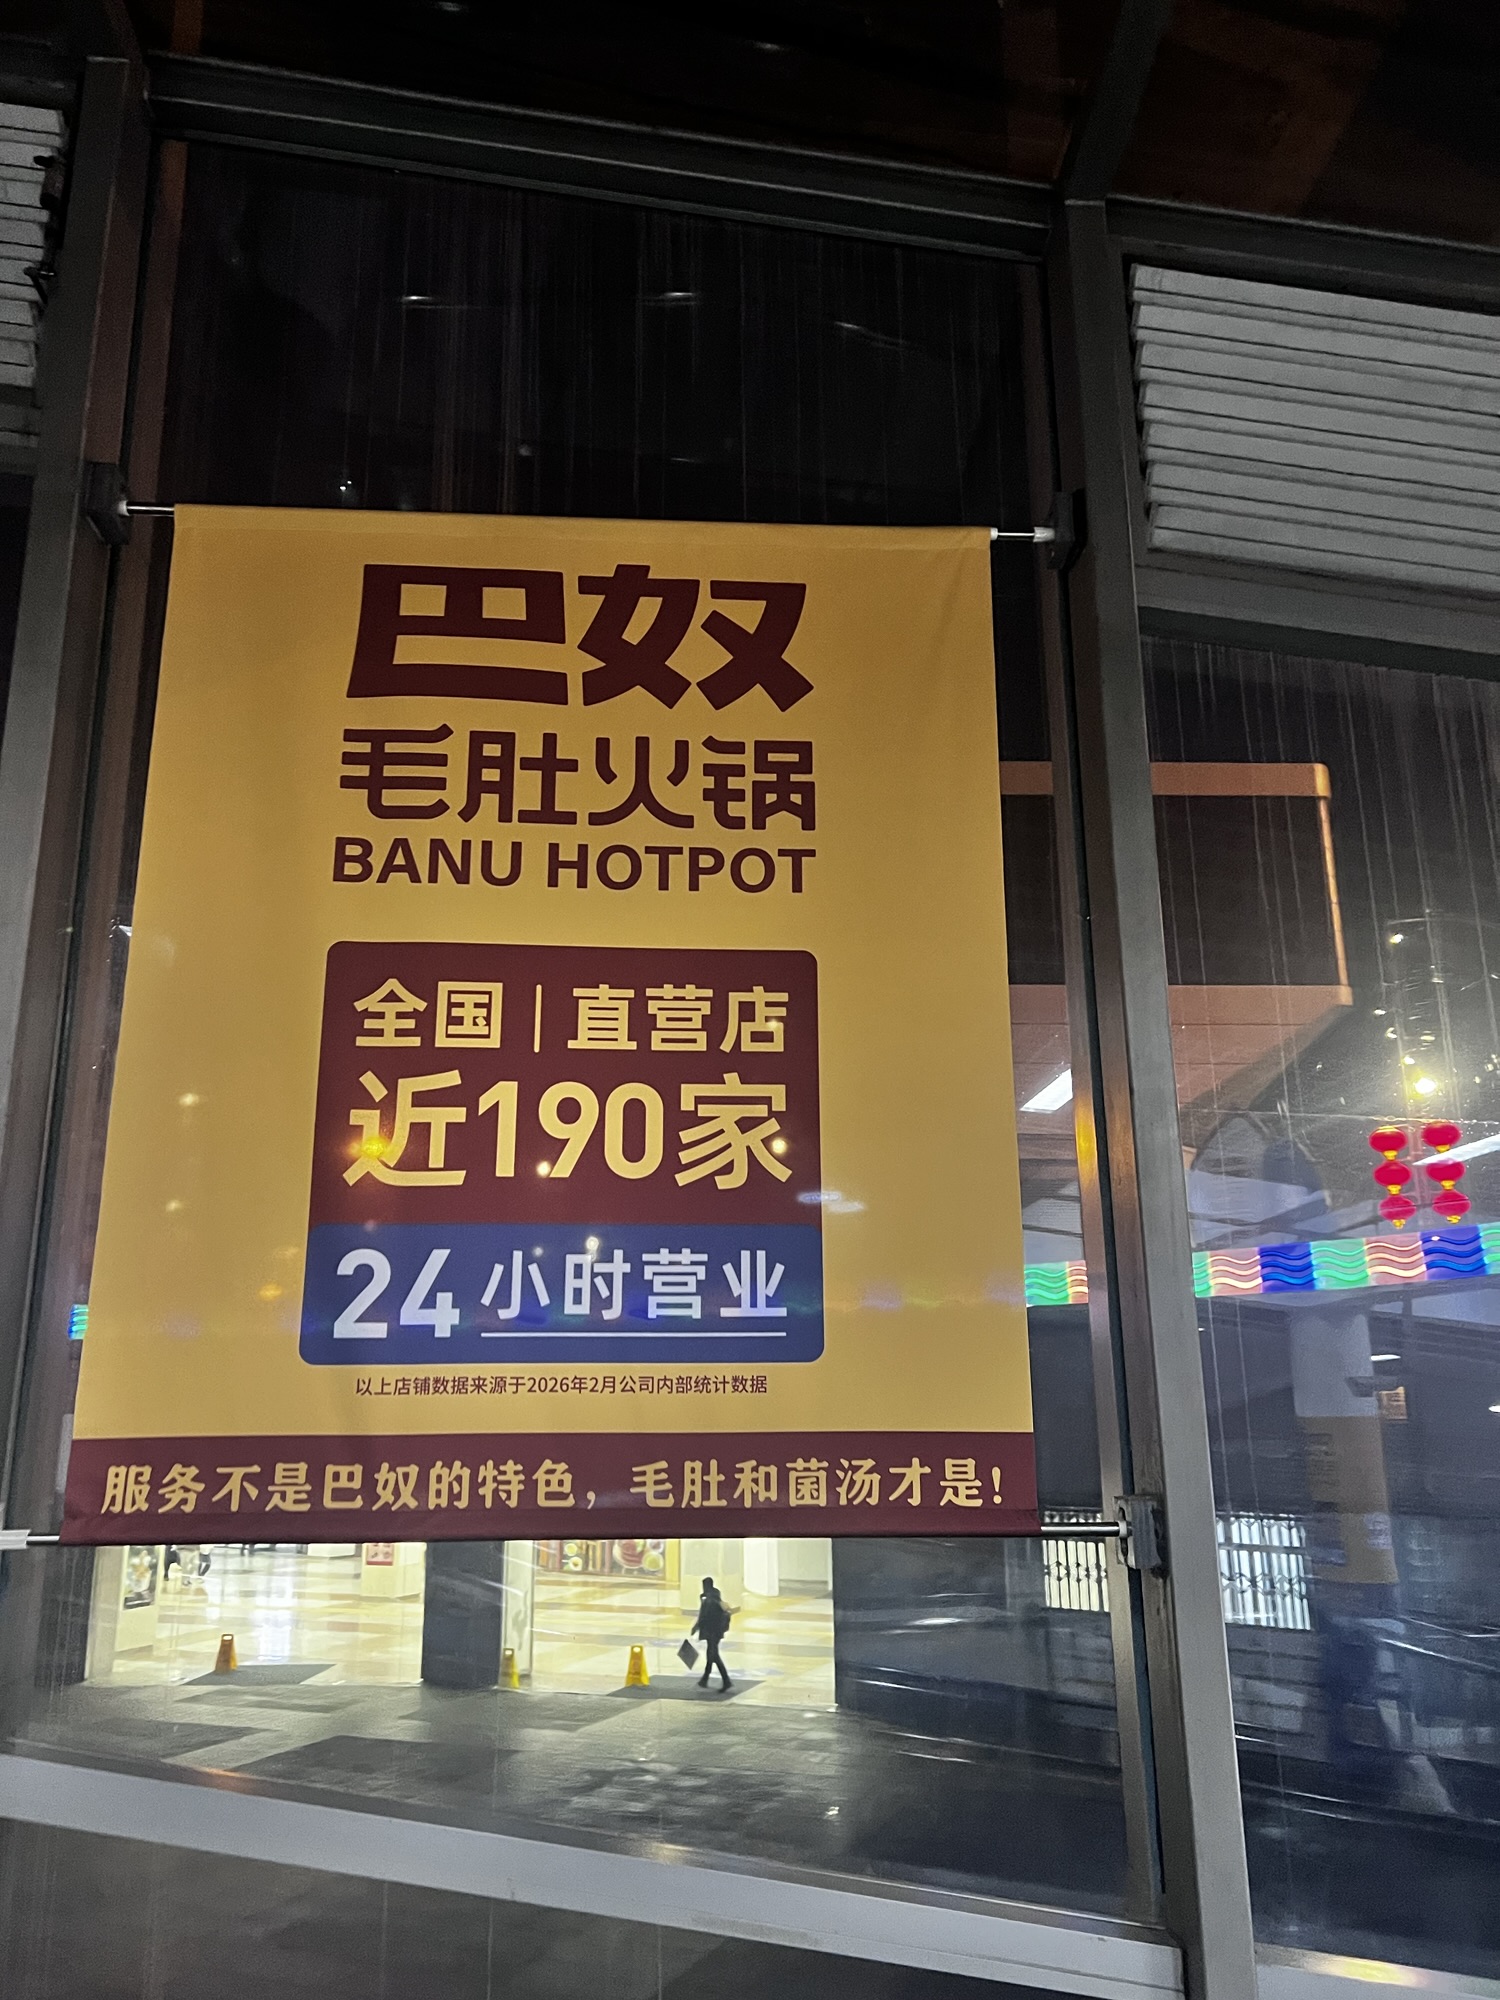 巴奴
毛肚火锅
BANU HOTPOT
全国｜直营店
近190家
24小时营业
以上店铺数据来源于2026年2月公司内部统计数据
服务不是巴奴的特色，毛肚和菌汤才是！